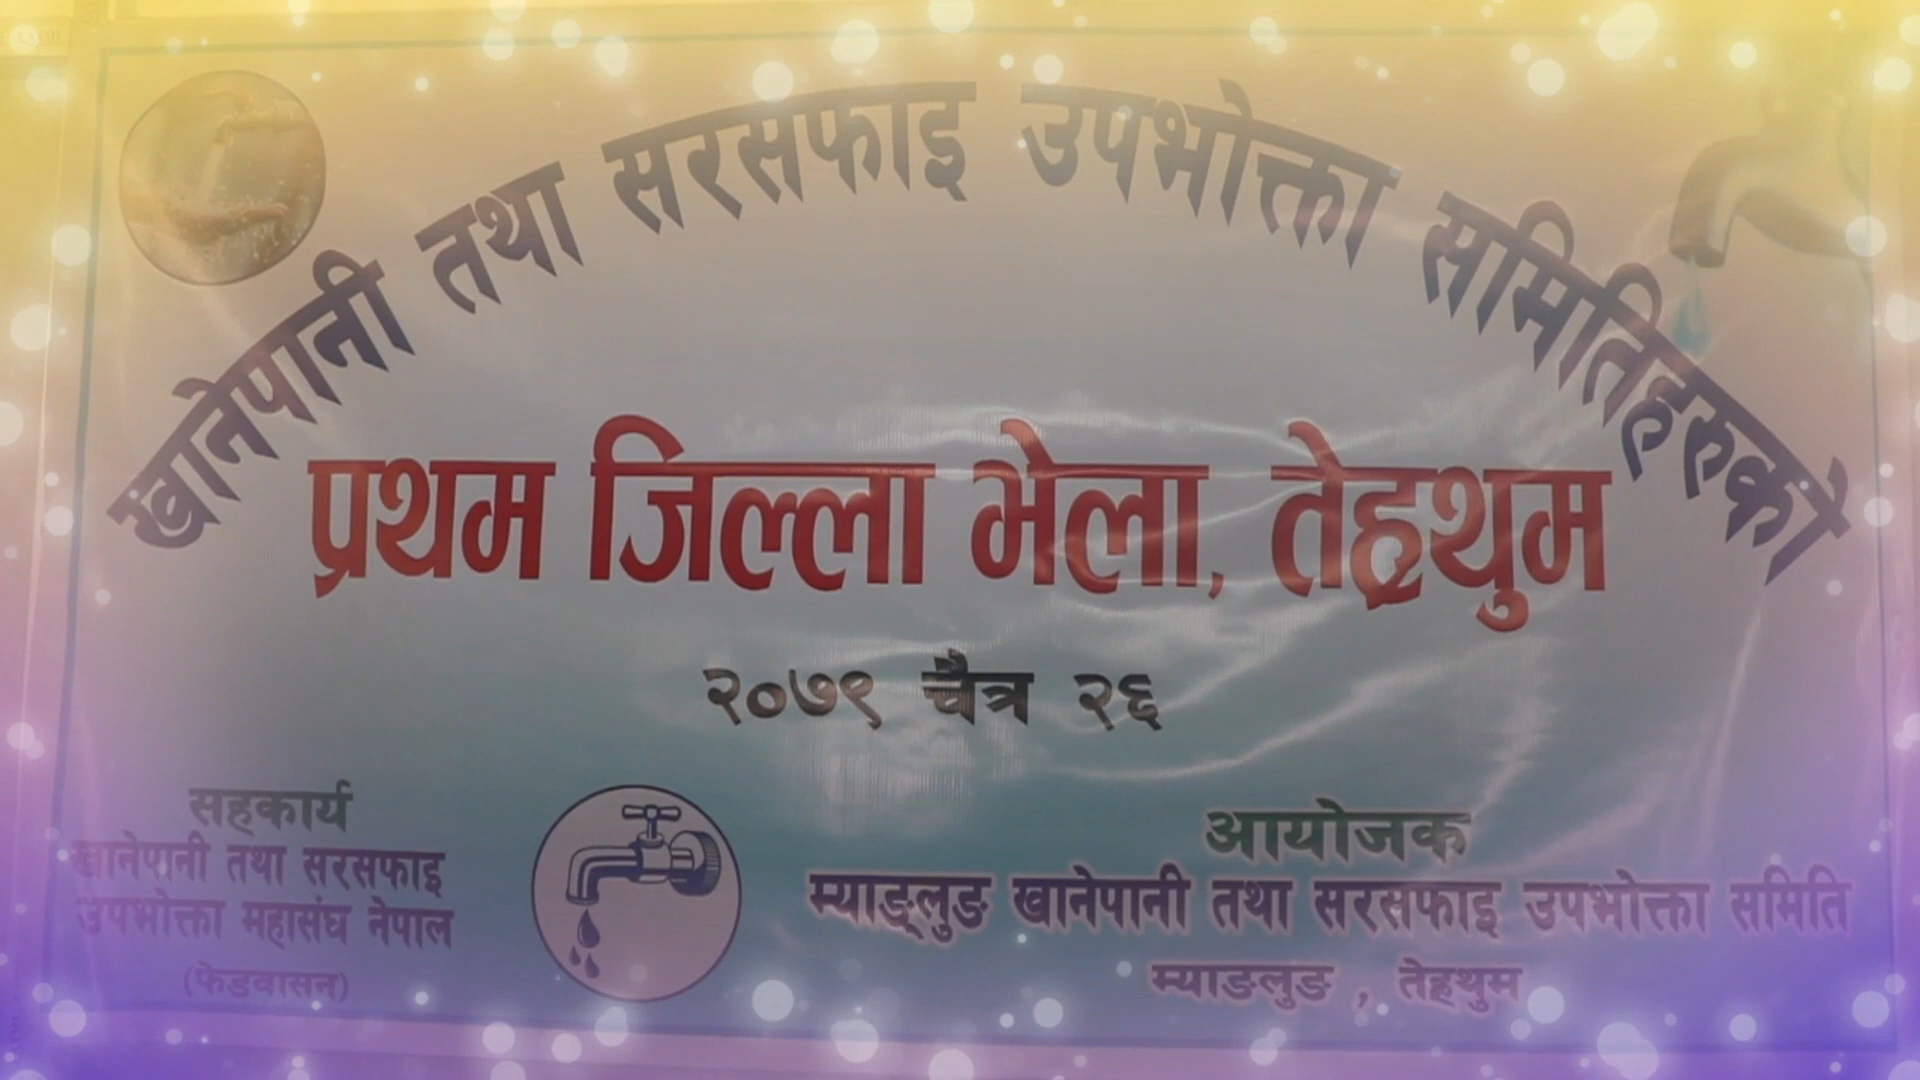 खानेपानी तथा सरसफाइ उपभोक्ता समितिहरुको
प्रथम जिल्ला भेला, तेह्रथुम
२०७९ चैत्र २६
सहकार्य
खानेपानी तथा सरसफाइ
उपभोक्ता महासंघ नेपाल
(फेडवासन)
आयोजक
म्याङ्लुङ खानेपानी तथा सरसफाइ उपभोक्ता समिति
म्याङलुङ , तेह्रथुम